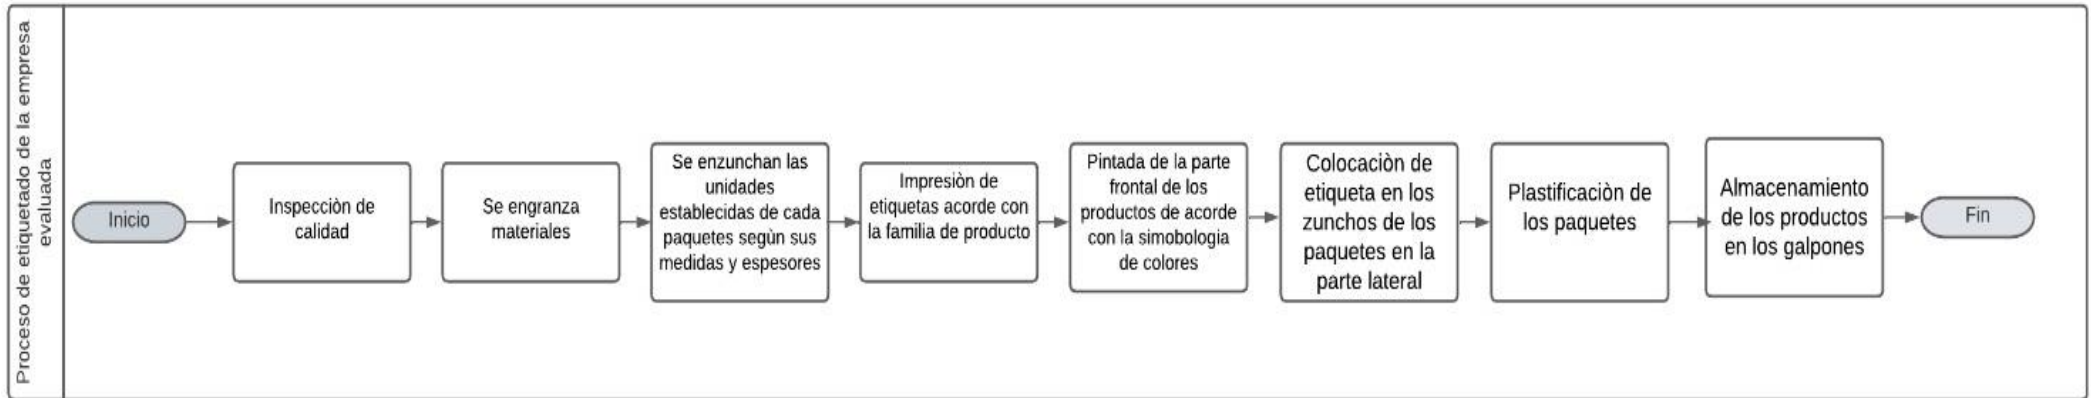 Proceso de etiquetado de la empresa
evaluada
Inicio
Inspecciòn de
calidad
Se engranza
materiales
Se enzunchan las
unidades
establecidas de cada
paquetes segùn sus
medidas y espesores
Impresiòn de
etiquetas acorde con
la familia de producto
Pintada de la parte
frontal de los
productos de acorde
con la simobologia
de colores
Colocaciòn de
etiqueta en los
zunchos de los
paquetes en la
parte lateral
Plastificaciòn de
los paquetes
Almacenamiento
de los productos
en los galpones
Fin